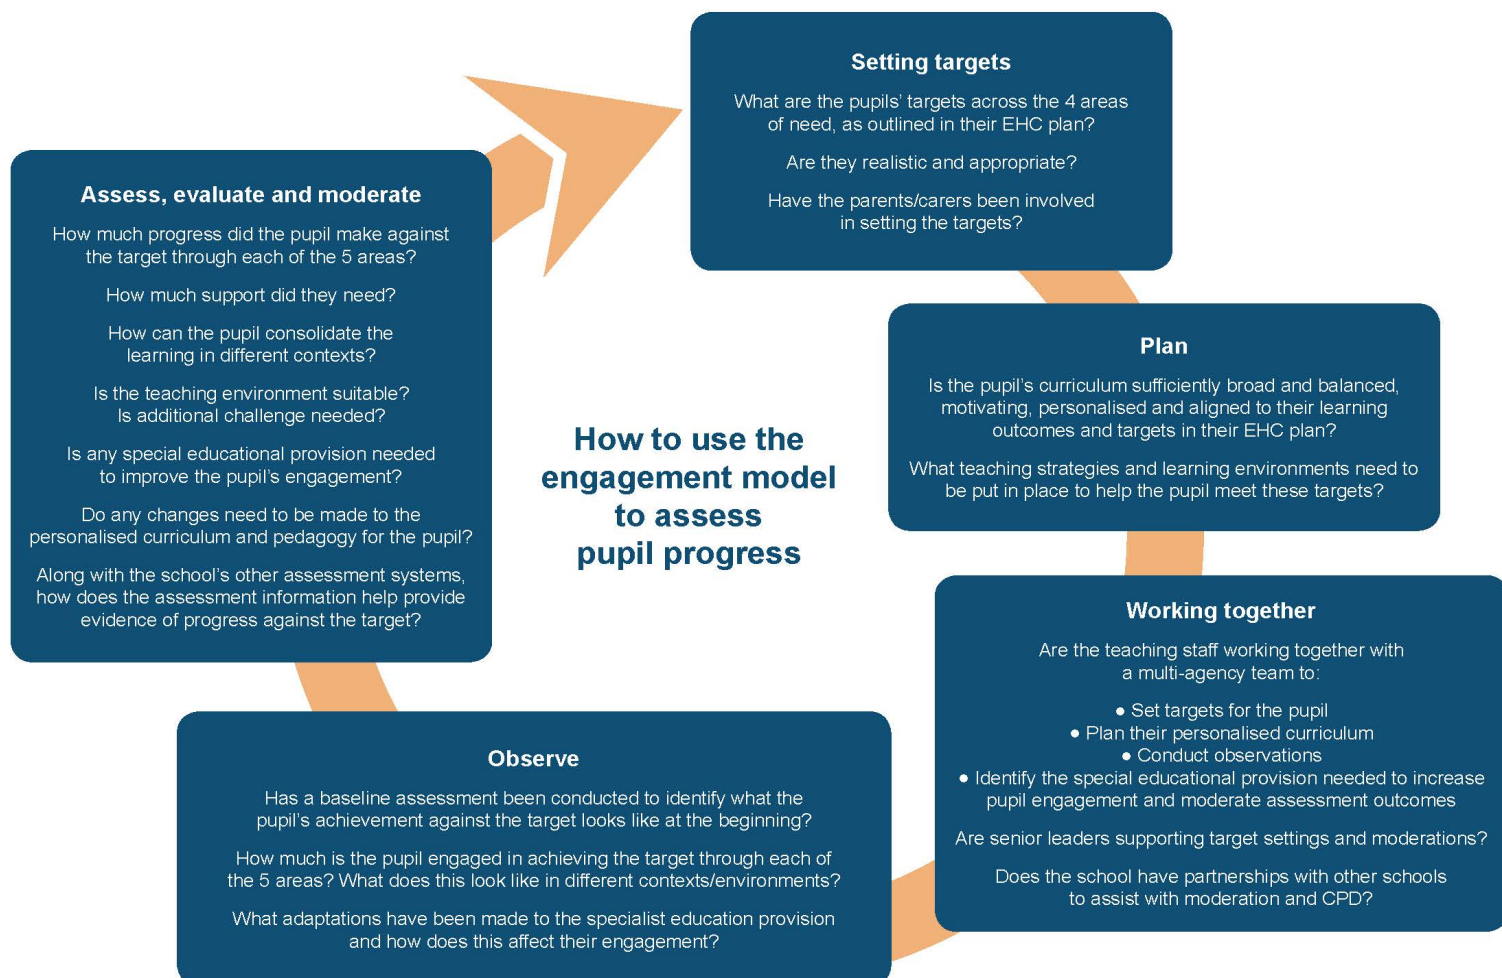 Setting targets
What are the pupils' targets across the 4 areas
of need, as outlined in their EHC plan?
Are they realistic and appropriate?
Have the parents/carers been involved
in setting the targets?
Plan
Is the pupil's curriculum sufficiently broad and balanced,
motivating, personalised and aligned to their learning
outcomes and targets in their EHC plan?
What teaching strategies and learning environments need to
be put in place to help the pupil meet these targets?
Working together
Are the teaching staff working together with
a multi-agency team to:
● Set targets for the pupil
● Plan their personalised curriculum
● Conduct observations
● Identify the special educational provision needed to increase
pupil engagement and moderate assessment outcomes
Are senior leaders supporting target settings and moderations?
Does the school have partnerships with other schools
to assist with moderation and CPD?
Observe
Has a baseline assessment been conducted to identify what the
pupil's achievement against the target looks like at the beginning?
How much is the pupil engaged in achieving the target through each of
the 5 areas? What does this look like in different contexts/environments?
What adaptations have been made to the specialist education provision
and how does this affect their engagement?
Assess, evaluate and moderate
How much progress did the pupil make against
the target through each of the 5 areas?
How much support did they need?
How can the pupil consolidate the
learning in different contexts?
Is the teaching environment suitable?
Is additional challenge needed?
Is any special educational provision needed
to improve the pupil's engagement?
Do any changes need to be made to the
personalised curriculum and pedagogy for the pupil?
Along with the school's other assessment systems,
how does the assessment information help provide
evidence of progress against the target?
How to use the
engagement model
to assess
pupil progress